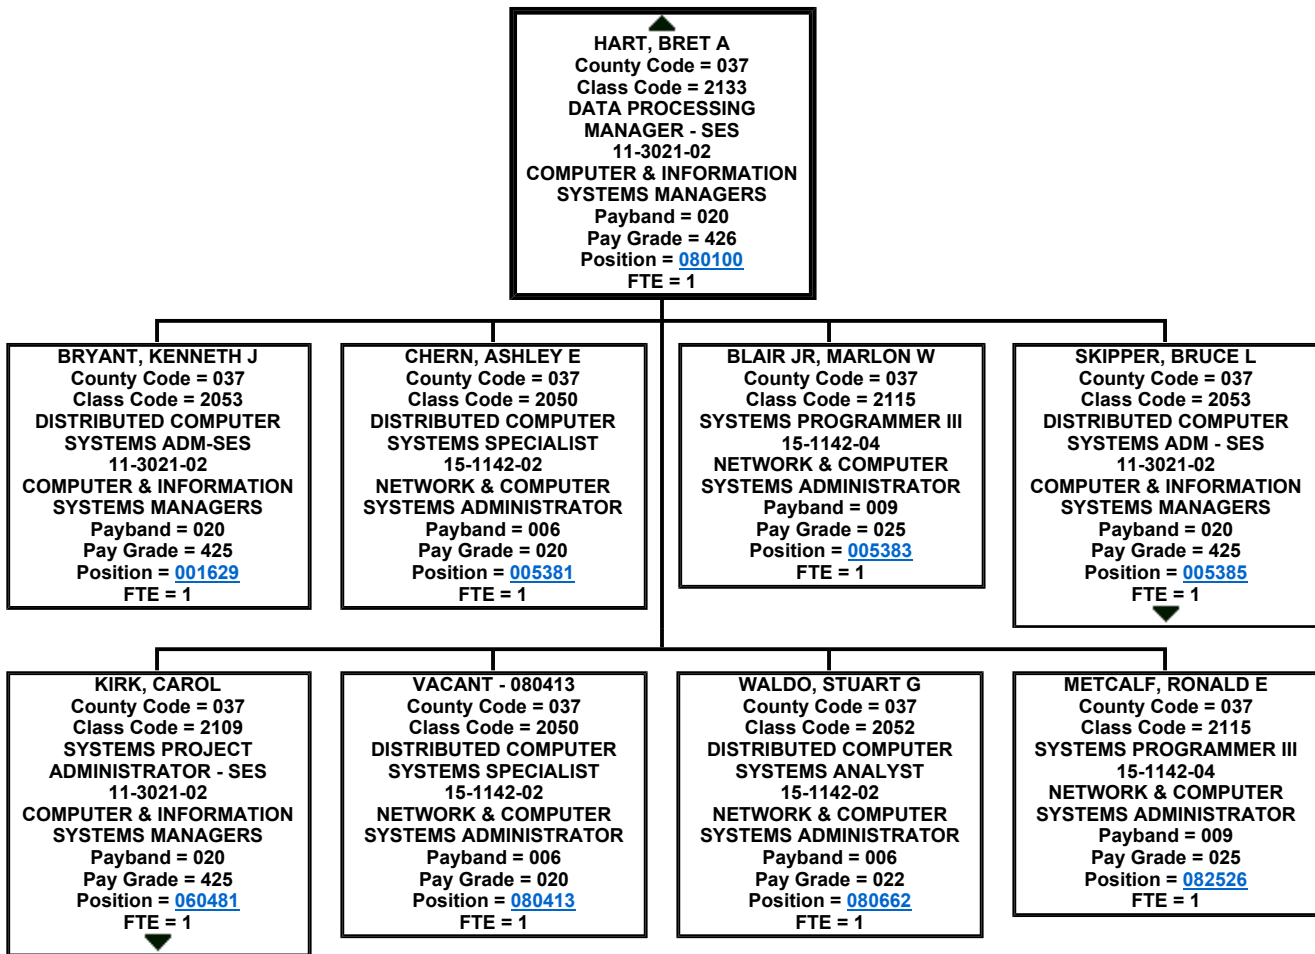 HART, BRET A
County Code = 037
Class Code = 2133
DATA PROCESSING
MANAGER - SES
11-3021-02
COMPUTER & INFORMATION
SYSTEMS MANAGERS
Payband = 020
Pay Grade = 426
Position = 080100
FTE = 1
BRYANT, KENNETH J
County Code = 037
Class Code = 2053
DISTRIBUTED COMPUTER
SYSTEMS ADM-SES
11-3021-02
COMPUTER & INFORMATION
SYSTEMS MANAGERS
Payband = 020
Pay Grade = 425
Position = 001629
FTE = 1
CHERN, ASHLEY E
County Code = 037
Class Code = 2050
DISTRIBUTED COMPUTER
SYSTEMS SPECIALIST
15-1142-02
NETWORK & COMPUTER
SYSTEMS ADMINISTRATOR
Payband = 006
Pay Grade = 020
Position = 005381
FTE = 1
BLAIR JR, MARLON W
County Code = 037
Class Code = 2115
SYSTEMS PROGRAMMER III
15-1142-04
NETWORK & COMPUTER
SYSTEMS ADMINISTRATOR
Payband = 009
Pay Grade = 025
Position = 005383
FTE = 1
SKIPPER, BRUCE L
County Code = 037
Class Code = 2053
DISTRIBUTED COMPUTER
SYSTEMS ADM - SES
11-3021-02
COMPUTER & INFORMATION
SYSTEMS MANAGERS
Payband = 020
Pay Grade = 425
Position = 005385
FTE = 1
KIRK, CAROL
County Code = 037
Class Code = 2109
SYSTEMS PROJECT
ADMINISTRATOR - SES
11-3021-02
COMPUTER & INFORMATION
SYSTEMS MANAGERS
Payband = 020
Pay Grade = 425
Position = 060481
FTE = 1
VACANT - 080413
County Code = 037
Class Code = 2050
DISTRIBUTED COMPUTER
SYSTEMS SPECIALIST
15-1142-02
NETWORK & COMPUTER
SYSTEMS ADMINISTRATOR
Payband = 006
Pay Grade = 020
Position = 080413
FTE = 1
WALDO, STUART G
County Code = 037
Class Code = 2052
DISTRIBUTED COMPUTER
SYSTEMS ANALYST
15-1142-02
NETWORK & COMPUTER
SYSTEMS ADMINISTRATOR
Payband = 006
Pay Grade = 022
Position = 080662
FTE = 1
METCALF, RONALD E
County Code = 037
Class Code = 2115
SYSTEMS PROGRAMMER III
15-1142-04
NETWORK & COMPUTER
SYSTEMS ADMINISTRATOR
Payband = 009
Pay Grade = 025
Position = 082526
FTE = 1